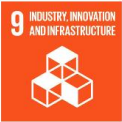 9 INDUSTRY, INNOVATION
AND INFRASTRUCTURE